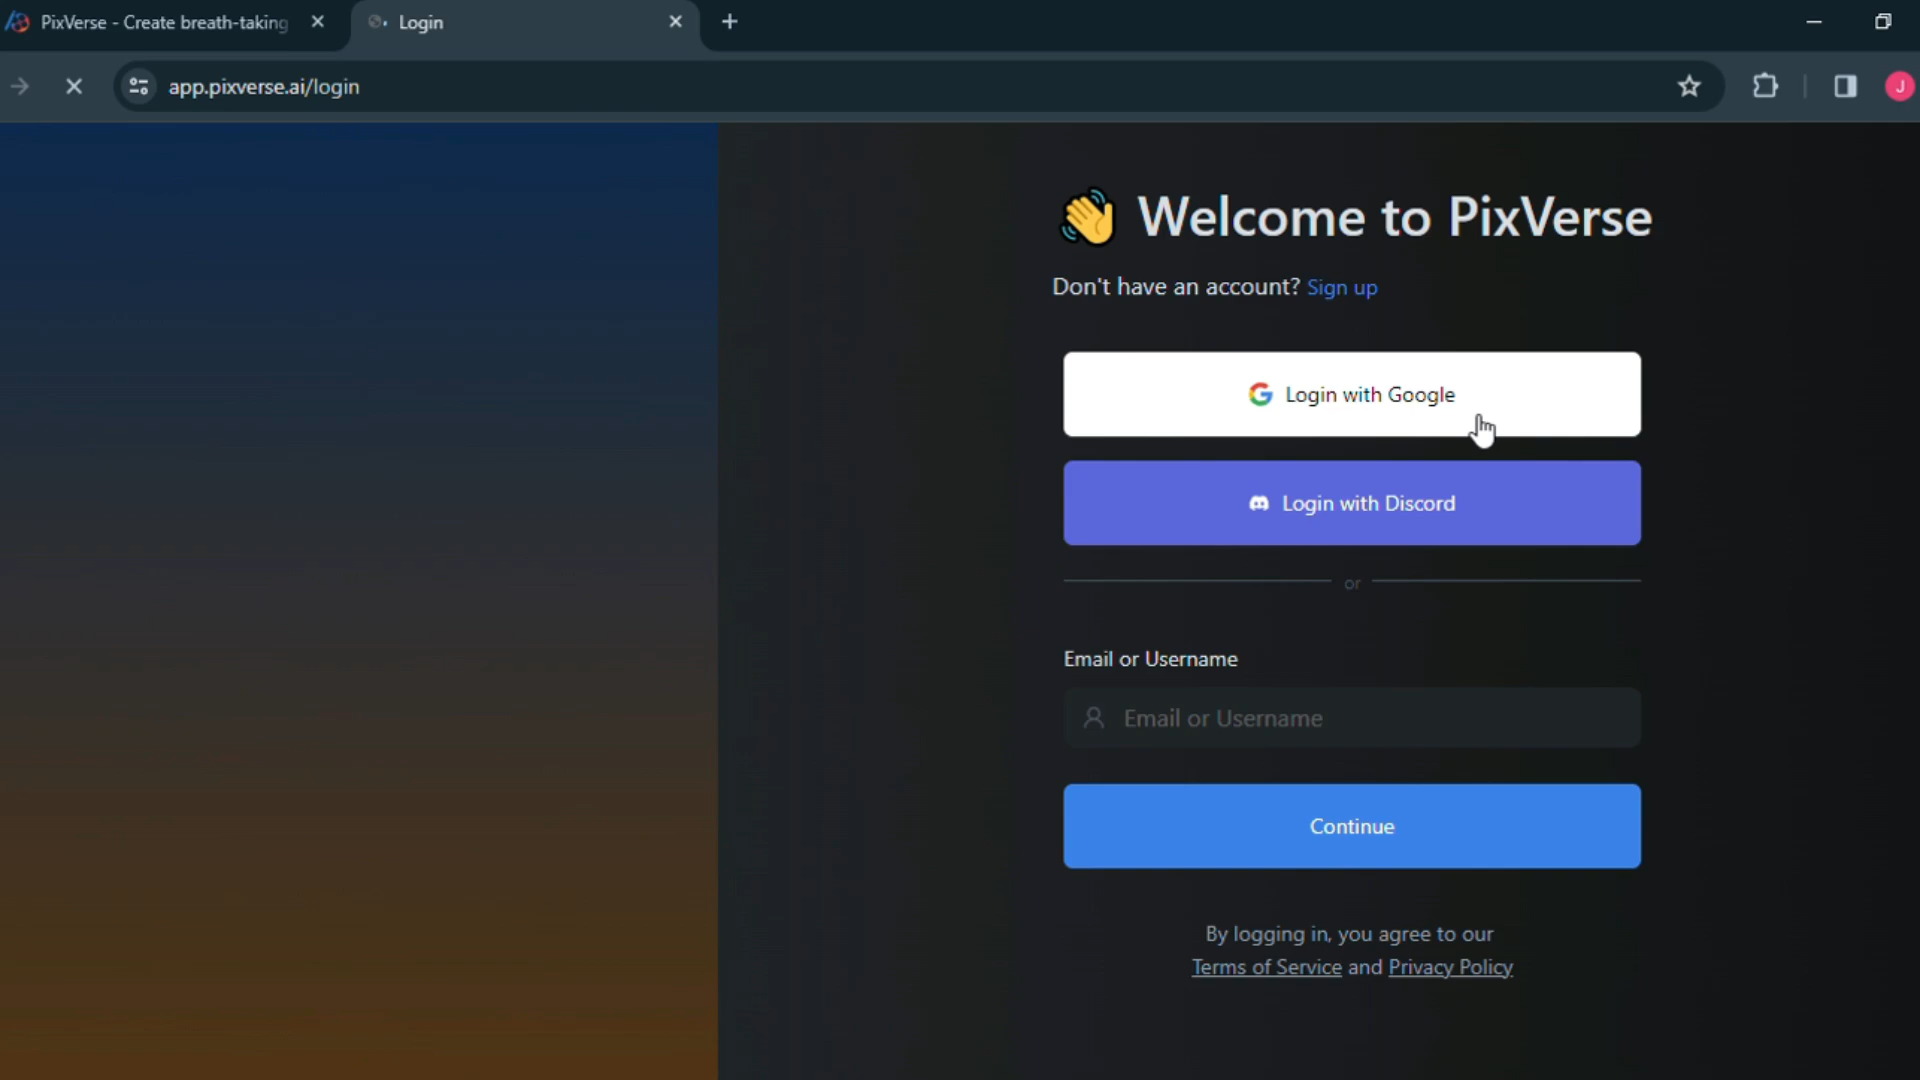 PixVerse - Create breath-taking
Login
app.pixverse.ai/login
J
Welcome to PixVerse
Don't have an account? Sign up
Login with Google
Login with Discord
or
Email or Username
Email or Username
Continue
By logging in, you agree to our
Terms of Service and Privacy Policy